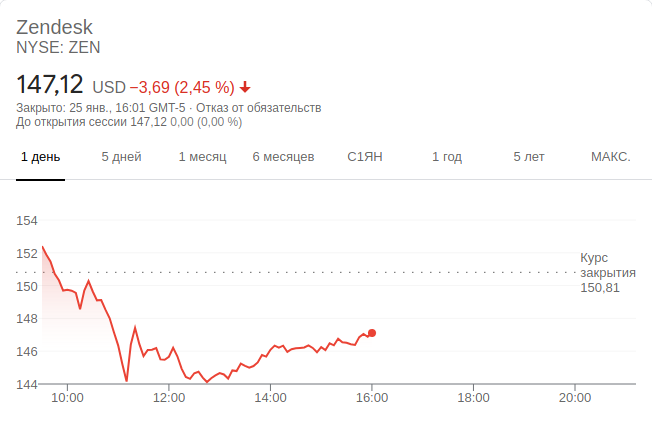 Zendesk
NYSE: ZEN
147,12 USD −3,69 (2,45 %)
Закрыто: 25 янв., 16:01 GMT-5 · Отказ от обязательств
До открытия сессии 147,12 0,00 (0,00 %)
1 день 5 дней 1 месяц 6 месяцев С1ЯН 1 год 5 лет МАКС.
154
152
Курс
закрытия
150,81
150
148
146
144
10:00 12:00 14:00 16:00 18:00 20:00